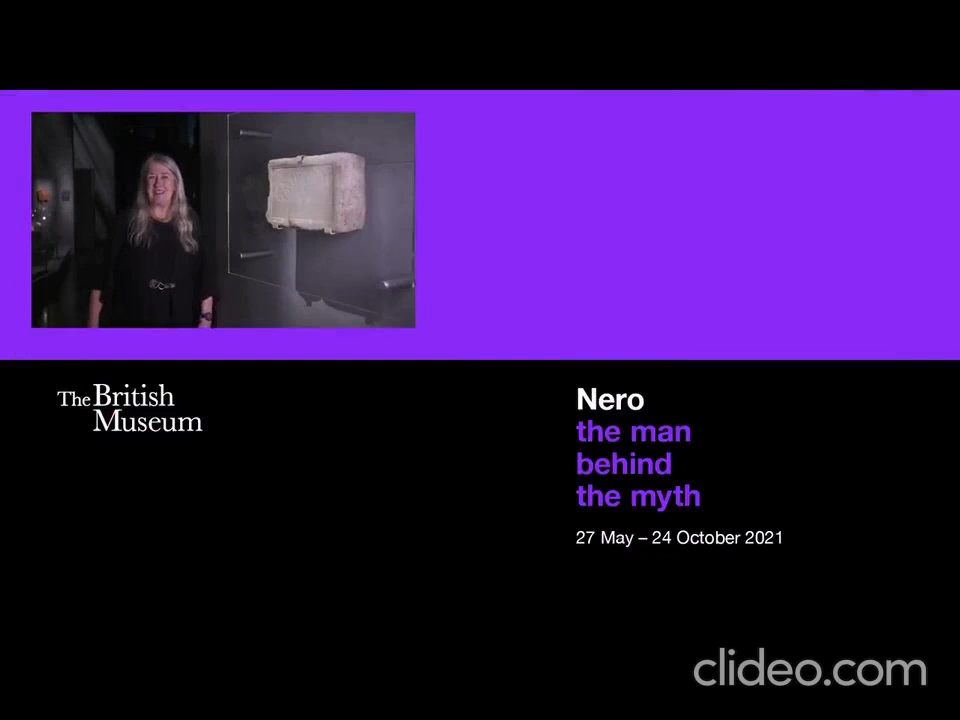 The British
Museum
Nero
the man
behind
the myth
27 May – 24 October 2021
clideo.com